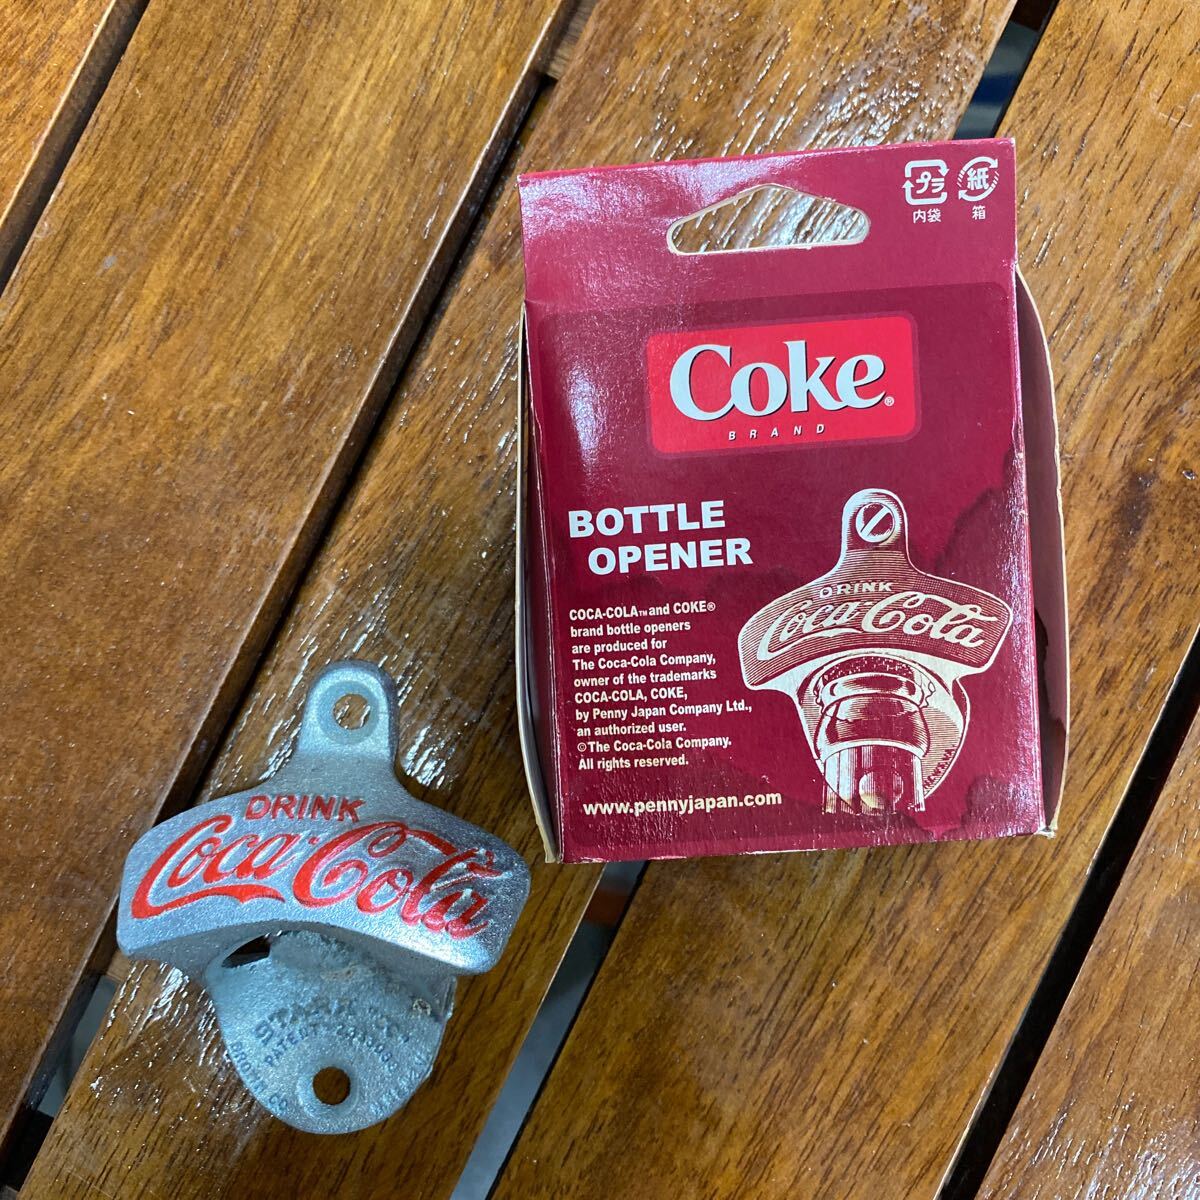 プラ
内袋
紙
箱
Coke®
BRAND
BOTTLE
OPENER
COCA-COLA™ and COKE®
brand bottle openers
are produced for
The Coca-Cola Company,
owner of the trademarks
COCA-COLA, COKE,
by Penny Japan Company Ltd.,
an authorized user.
©The Coca-Cola Company.
All rights reserved.
www.pennyjapan.com
DRINK
Coca-Cola
DRINK
Coca-Cola
PATENT